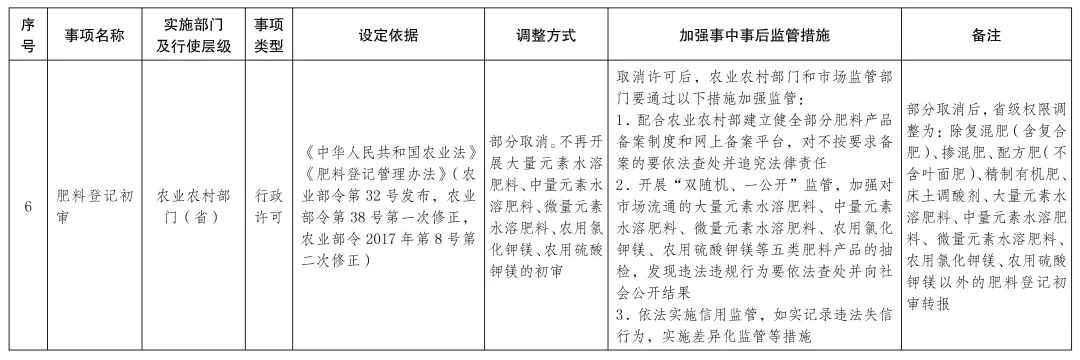 序号
事项名称
实施部门
及行使层级
事项
类型
设定依据
调整方式
加强事中事后监管措施
备注
6
肥料登记初
审
农业农村部
门（省）
行政
许可
《中华人民共和国农业法》
《肥料登记管理办法》（农
业部令第32号发布，农业
部令第38号第一次修正，
农业部令2017年第8号第
二次修正）
部分取消。不再开
展大量元素水溶
肥料、中量元素水
溶肥料、微量元素
水溶肥料、农用氯
化钾镁、农用硫酸
钾镁的初审
取消许可后，农业农村部门和市场监管部
门要通过以下措施加强监管：
1．配合农业农村部建立健全部分肥料产品
备案制度和网上备案平台，对不按要求备
案的要依法查处并追究法律责任
2．开展“双随机、一公开”监管，加强对
市场流通的大量元素水溶肥料、中量元素
水溶肥料、微量元素水溶肥料、农用氯化
钾镁、农用硫酸钾镁等五类肥料产品的抽
检，发现违法违规行为要依法查处并向社
会公开结果
3．依法实施信用监管，如实记录违法失信
行为，实施差异化监管等措施
部分取消后，省级权限
调整为：除复混肥（含复合
肥）、掺混肥、配方肥（不
含叶面肥）、精制有机肥、
床土调酸剂、大量元素水
溶肥料、中量元素水溶肥
料、微量元素水溶肥料、
农用氯化钾镁、农用硫酸
钾镁以外的肥料登记初
审转报